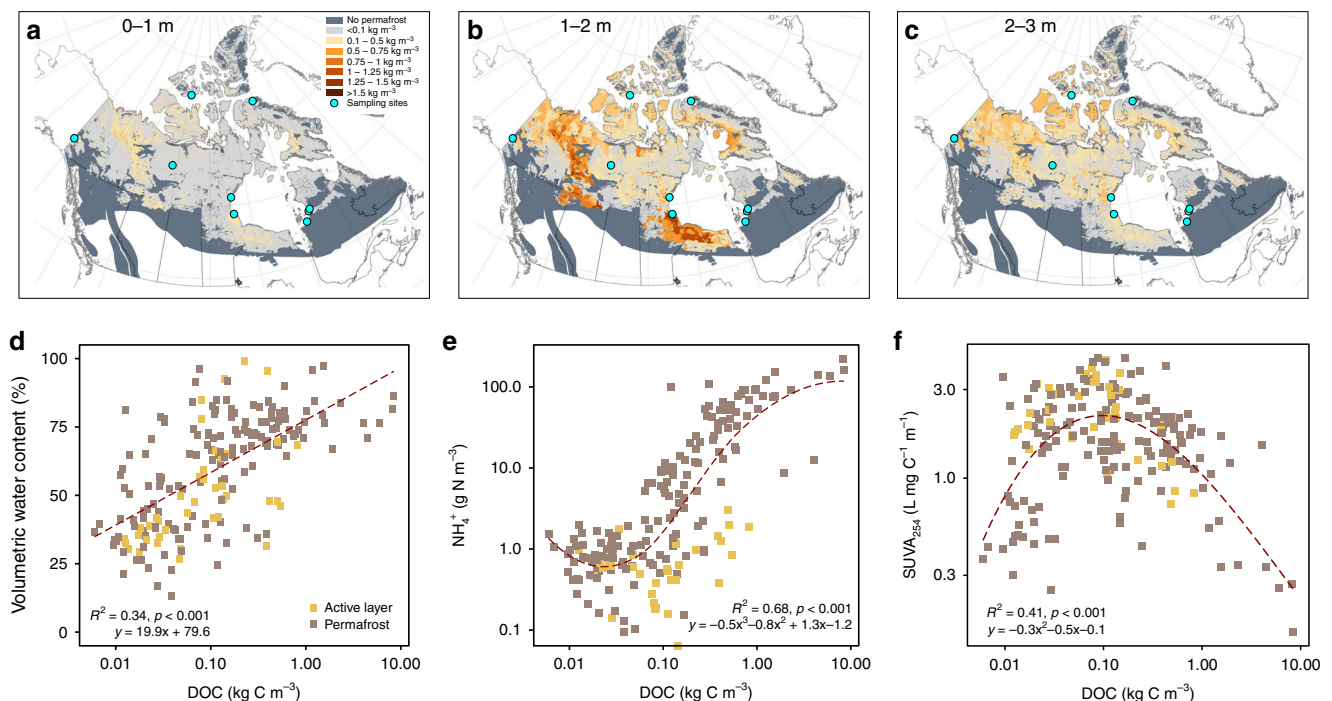 a
0–1 m
No permafrost
<0.1 kg m⁻³
0.1 – 0.5 kg m⁻³
0.5 – 0.75 kg m⁻³
0.75 – 1 kg m⁻³
1 – 1.25 kg m⁻³
1.25 – 1.5 kg m⁻³
>1.5 kg m⁻³
Sampling sites
b
1–2 m
c
2–3 m
d
Volumetric water content (%)
100
75
50
25
0
R² = 0.34, p < 0.001
y = 19.9x + 79.6
Active layer
Permafrost
0.01 0.10 1.00 10.00
DOC (kg C m⁻³)
e
NH₄⁺ (g N m⁻³)
100.0
10.0
1.0
0.1
R² = 0.68, p < 0.001
y = −0.5x³−0.8x² + 1.3x−1.2
0.01 0.10 1.00 10.00
DOC (kg C m⁻³)
f
SUVA₂₅₄ (L mg C⁻¹ m⁻¹)
3.0
1.0
0.3
R² = 0.41, p < 0.001
y = −0.3x²−0.5x−0.1
0.01 0.10 1.00 10.00
DOC (kg C m⁻³)